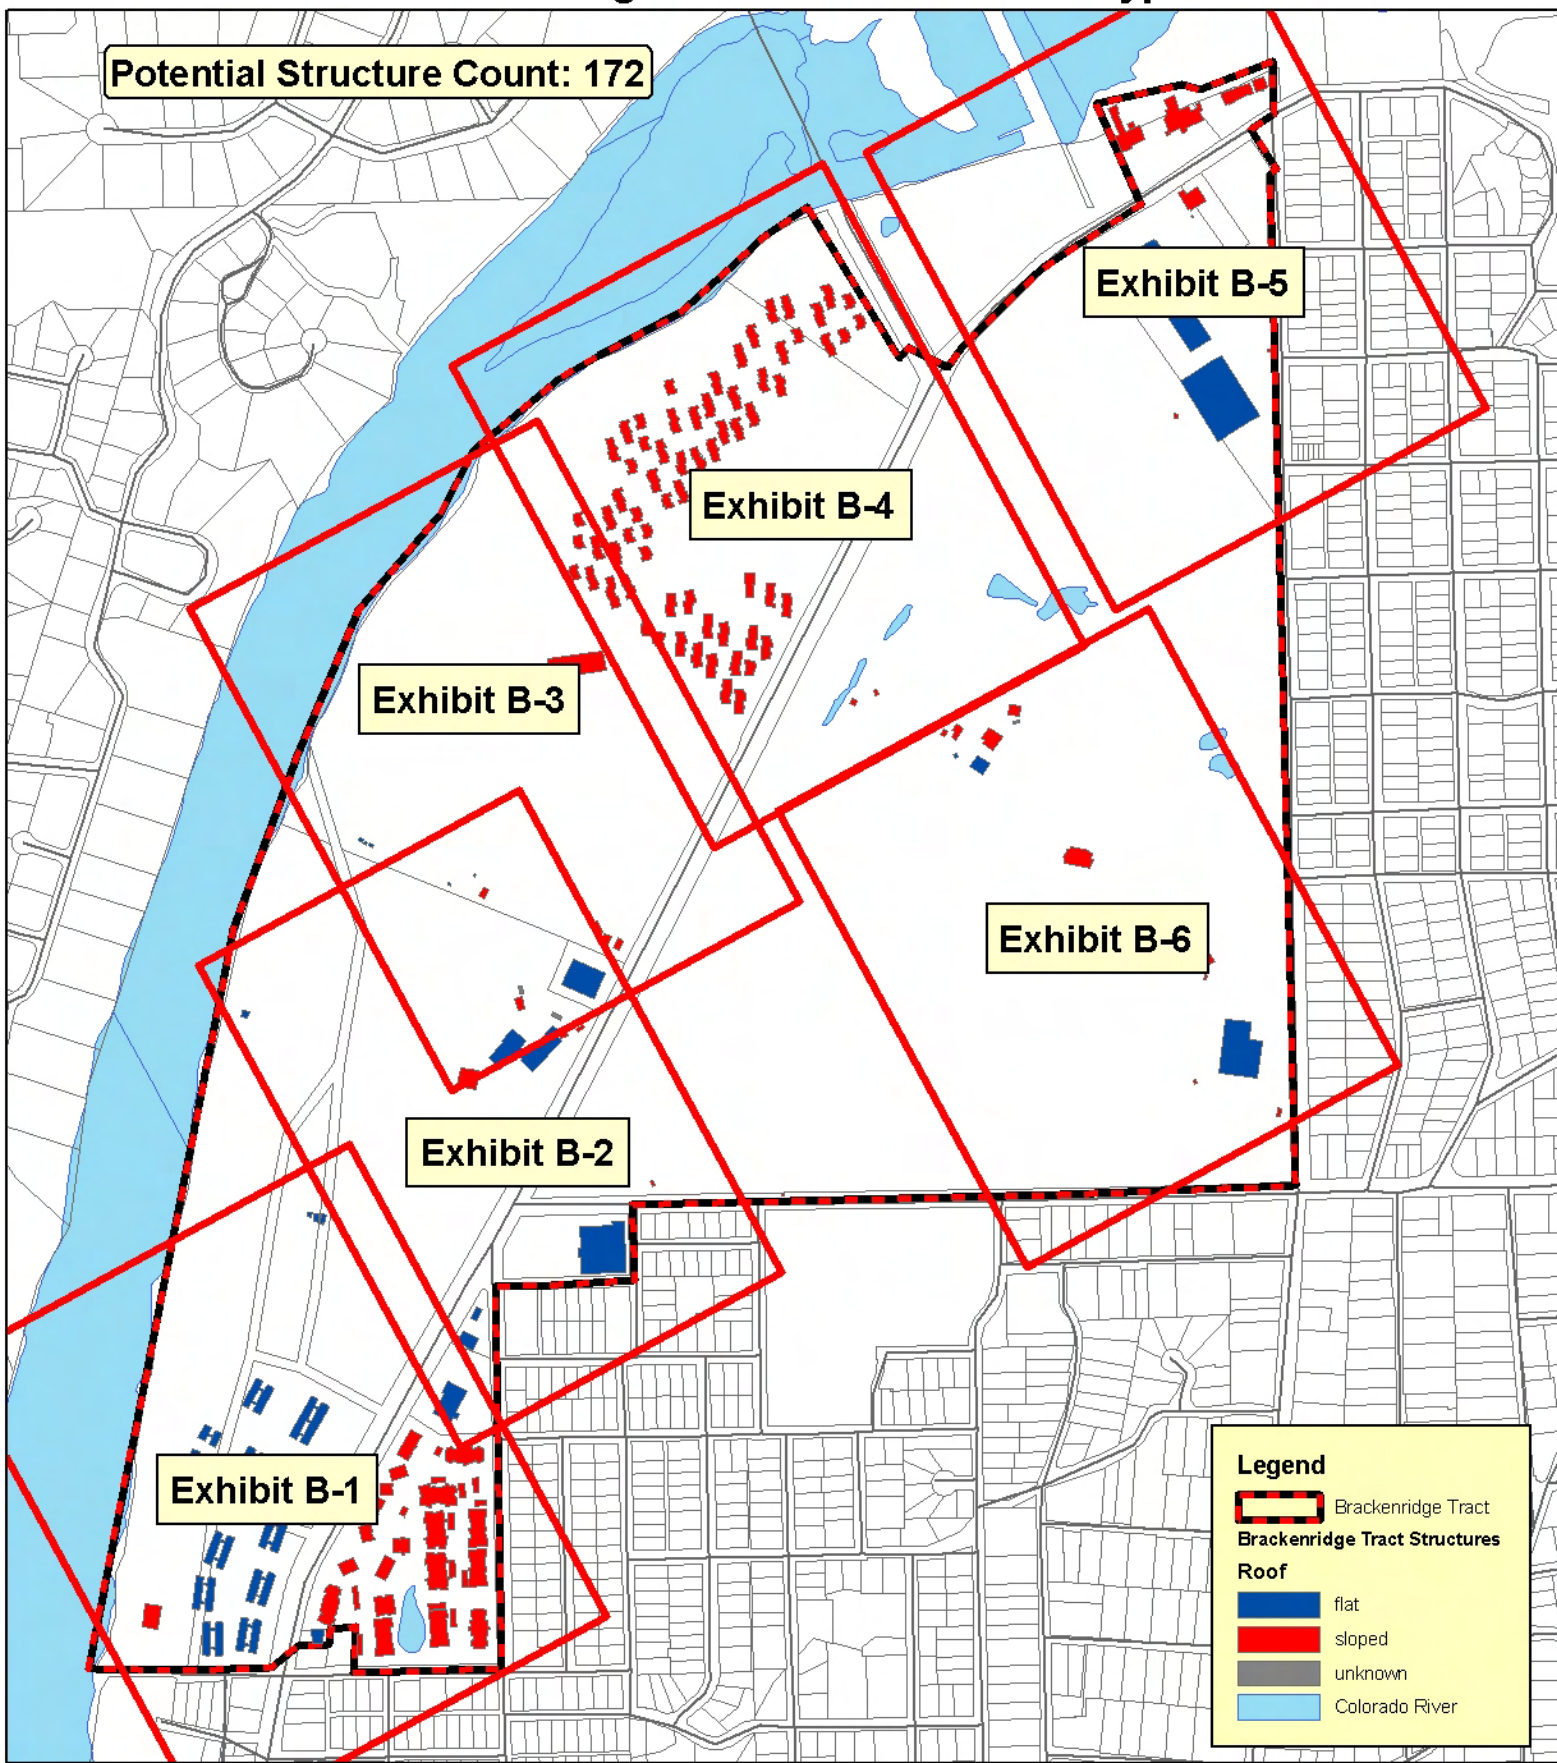 Potential Structure Count: 172
Exhibit B-5
Exhibit B-4
Exhibit B-3
Exhibit B-6
Exhibit B-2
Exhibit B-1
Legend
Brackenridge Tract
Brackenridge Tract Structures
Roof
flat
sloped
unknown
Colorado River